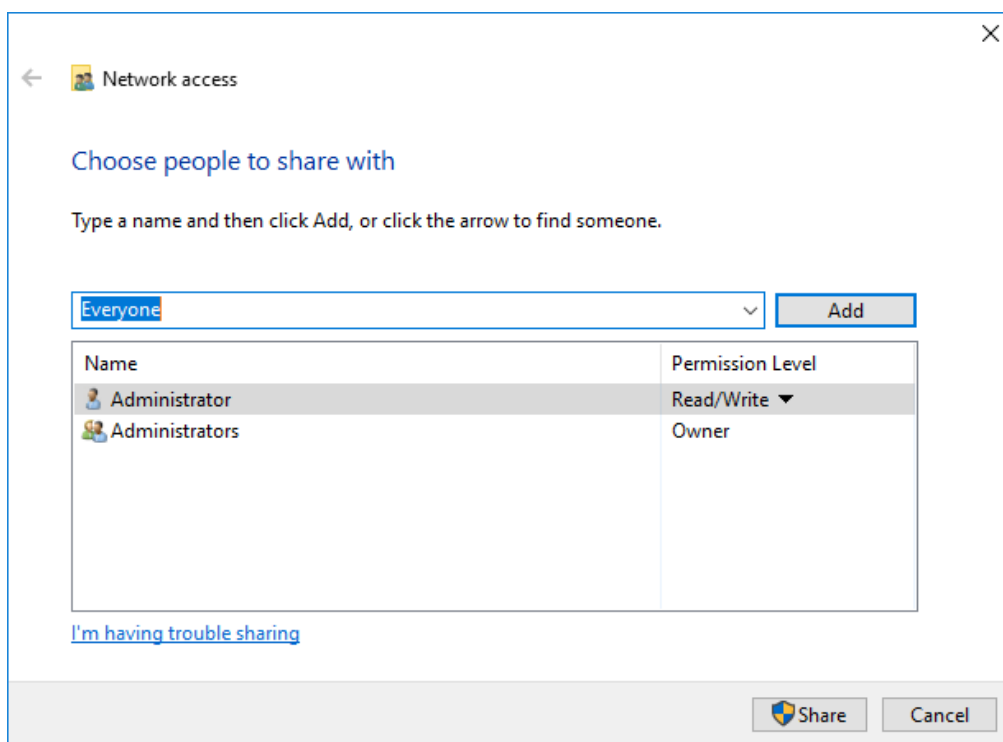 Network access
Choose people to share with
Type a name and then click Add, or click the arrow to find someone.
Everyone Add
Name Permission Level
Administrator Read/Write
Administrators Owner
I'm having trouble sharing
Share Cancel